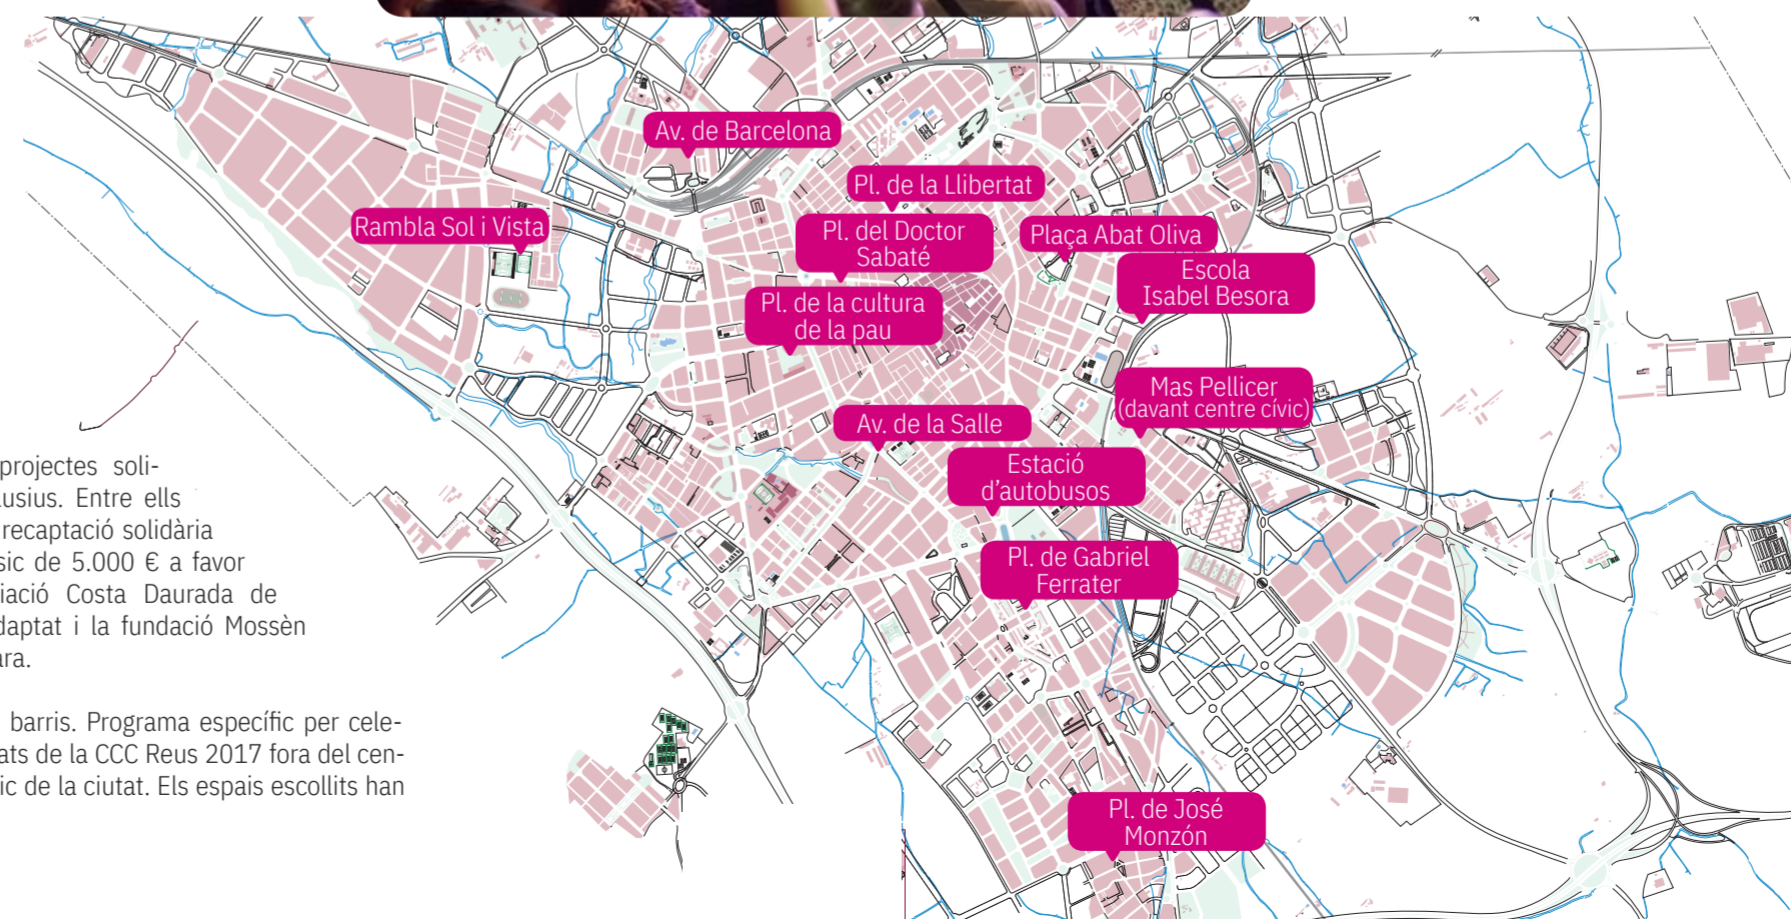 Av. de Barcelona
Pl. de la Llibertat
Rambla Sol i Vista
Pl. del Doctor
Sabaté
Plaça Abat Oliva
Escola
Isabel Besora
Pl. de la cultura
de la pau
Mas Pellicer
(davant centre cívic)
Av. de la Salle
Estació
d'autobusos
Pl. de Gabriel
Ferrater
Pl. de José
Monzón
projectes soli-
usius. Entre ells
recaptació solidària
sic de 5.000 € a favor
iació Costa Daurada de
daptat i la fundació Mossèn
ara.
barris. Programa específic per cele-
ats de la CCC Reus 2017 fora del cen-
ic de la ciutat. Els espais escollits han